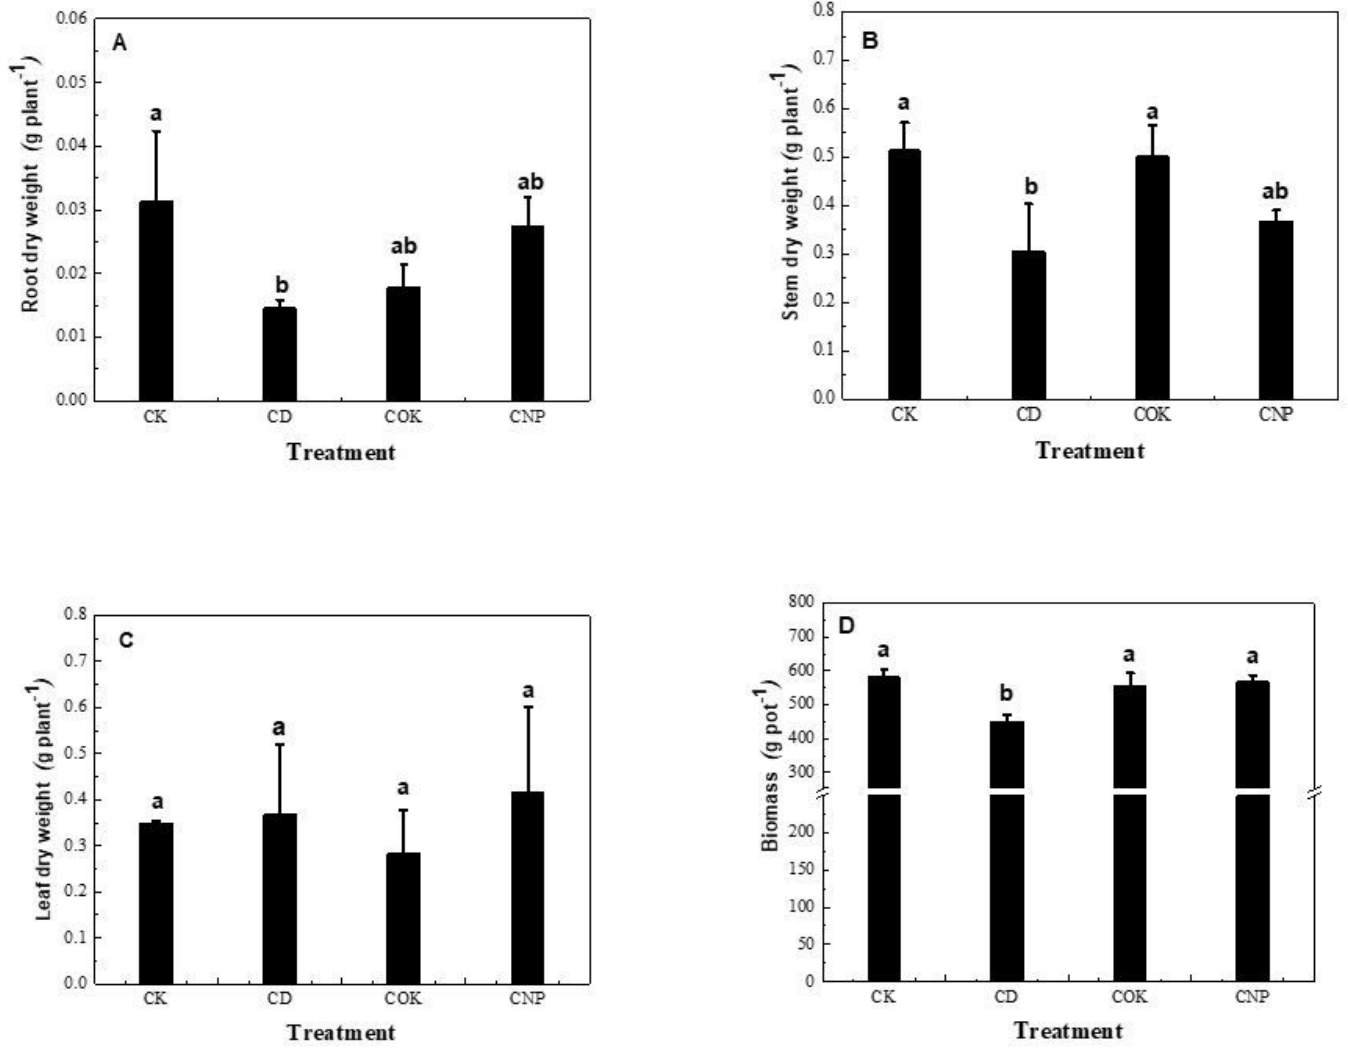 A
Root dry weight (g plant-1)
0.06
0.05
0.04
0.03
0.02
0.01
0.00
a
b
ab
ab
CK CD COK CNP
Treatment
B
Stem dry weight (g plant-1)
0.8
0.7
0.6
0.5
0.4
0.3
0.2
0.1
0.0
a
b
a
ab
CK CD COK CNP
Treatment
C
Leaf dry weight (g plant-1)
0.8
0.7
0.6
0.5
0.4
0.3
0.2
0.1
0.0
a
a
a
a
CK CD COK CNP
Treatment
D
Biomass (g pot-1)
800
700
600
500
400
300
200
150
100
50
0
a
b
a
a
CK CD COK CNP
Treatment